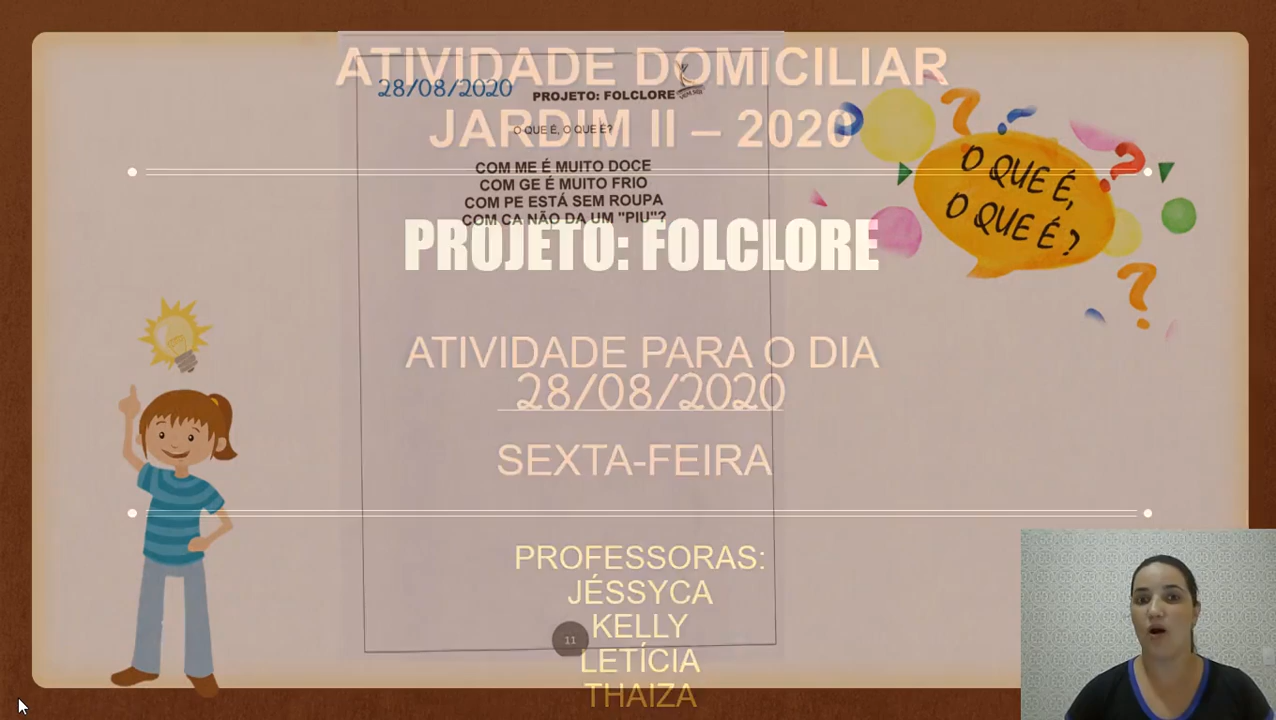 ATIVIDADE DOMICILIAR
JARDIM II – 2020
28/08/2020
PROJETO: FOLCLORE
O QUE É, O QUE É?
COM ME É MUITO DOCE
COM GE É MUITO FRIO
COM PE ESTÁ SEM ROUPA
COM CA NÃO DA UM "PIU"?
O QUE É,
O QUE É?
PROJETO: FOLCLORE
ATIVIDADE PARA O DIA
28/08/2020
SEXTA-FEIRA
PROFESSORAS:
JÉSSYCA
KELLY
11
LETÍCIA
THAIZA